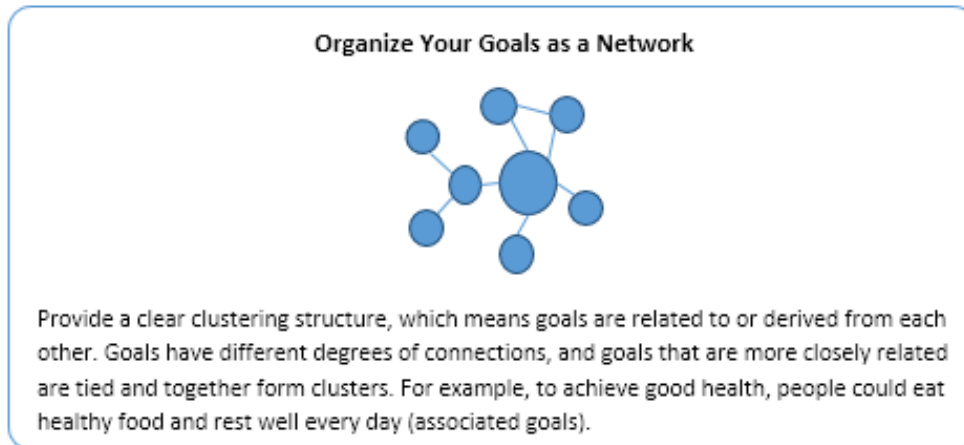 Organize Your Goals as a Network
Provide a clear clustering structure, which means goals are related to or derived from each
other. Goals have different degrees of connections, and goals that are more closely related
are tied and together form clusters. For example, to achieve good health, people could eat
healthy food and rest well every day (associated goals).